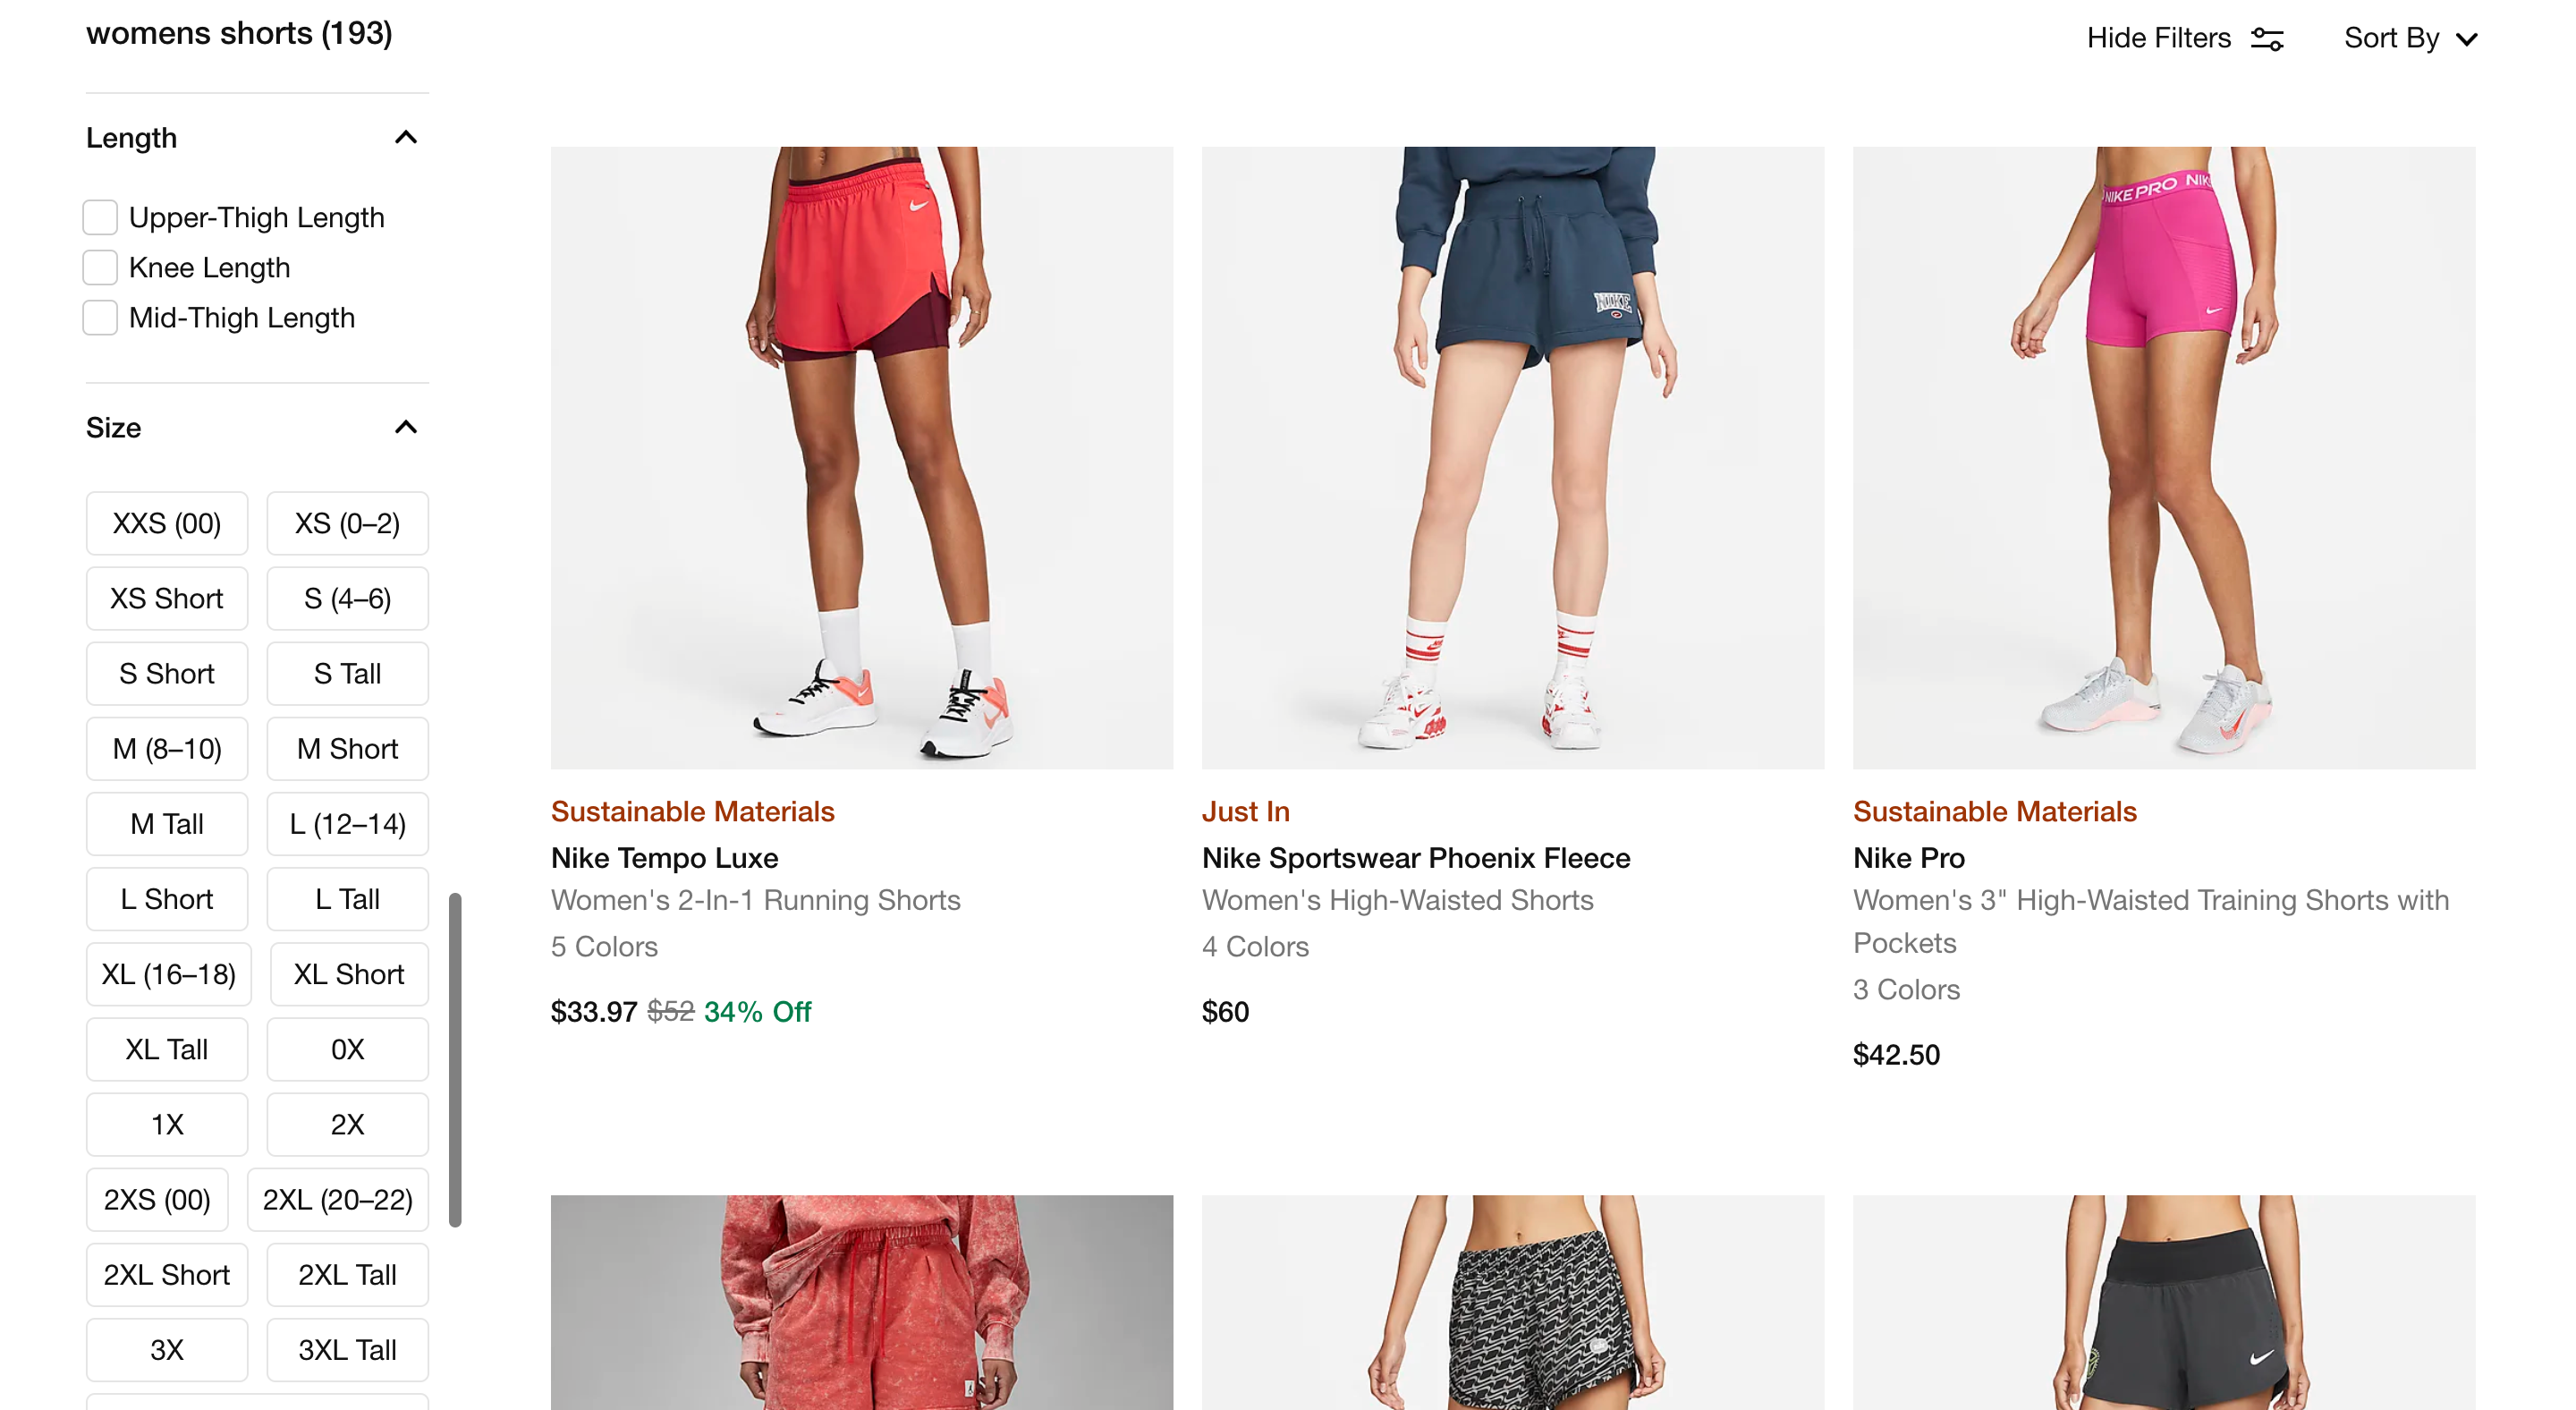 womens shorts (193)
Hide Filters
Sort By
Length
Upper-Thigh Length
Knee Length
Mid-Thigh Length
Size
XXS (00)
XS (0–2)
XS Short
S (4–6)
S Short
S Tall
M (8–10)
M Short
M Tall
L (12–14)
L Short
L Tall
XL (16–18)
XL Short
XL Tall
0X
1X
2X
2XS (00)
2XL (20–22)
2XL Short
2XL Tall
3X
3XL Tall
NIKE PRO
Sustainable Materials
Nike Tempo Luxe
Women's 2-In-1 Running Shorts
5 Colors
$33.97 $52 34% Off
Just In
Nike Sportswear Phoenix Fleece
Women's High-Waisted Shorts
4 Colors
$60
Sustainable Materials
Nike Pro
Women's 3" High-Waisted Training Shorts with
Pockets
3 Colors
$42.50